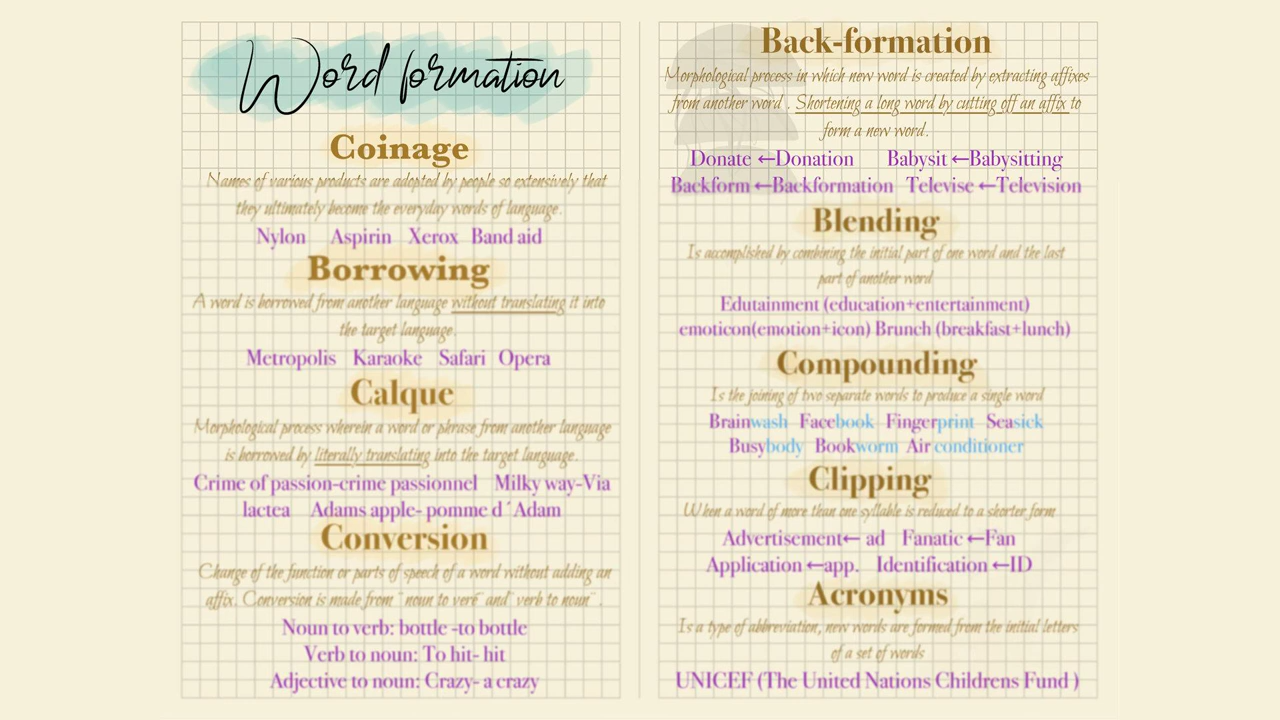 Word formation
Coinage
Names of various products are adopted by people so extensively that
they ultimately become the everyday words of language.
Nylon Aspirin Xerox Band aid
Borrowing
A word is borrowed from another language without translating it into
the target language.
Metropolis Karaoke Safari Opera
Calque
Morphological process wherein a word or phrase from another language
is borrowed by literally translating into the target language.
Crime of passion-crime passionnel Milky way-Via
lactea Adams apple- pomme d´Adam
Conversion
Change of the function or parts of speech of a word without adding an
affix. Conversion is made from "noun to vere" and "verb to noun".
Noun to verb: bottle -to bottle
Verb to noun: To hit- hit
Adjective to noun: Crazy- a crazy
Back-formation
Morphological process in which new word is created by extracting affixes
from another word . Shortening a long word by cutting off an affix to
form a new word.
Donate ←Donation Babysit ←Babysitting
Backform ←Backformation Televise ←Television
Blending
Is accomplished by combining the initial part of one word and the last
part of another word
Edutainment (education+entertainment)
emoticon(emotion+icon) Brunch (breakfast+lunch)
Compounding
Is the joining of two separate words to produce a single word
Brainwash Facebook Fingerprint Seasick
Busybody Bookworm Air conditioner
Clipping
When a word of more than one syllable is reduced to a shorter form
Advertisement← ad Fanatic ←Fan
Application ←app. Identification ←ID
Acronyms
Is a type of abbreviation, new words are formed from the initial letters
of a set of words
UNICEF (The United Nations Childrens Fund )